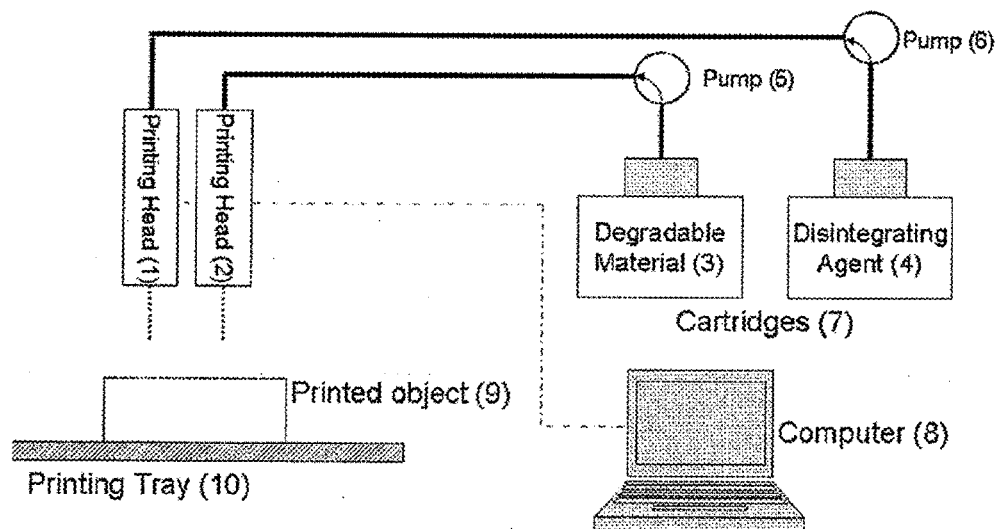 Pump (6)
Pump (5)
Printing Head (1)
Printing Head (2)
Degradable
Material (3)
Disintegrating
Agent (4)
Cartridges (7)
Printed object (9)
Computer (8)
Printing Tray (10)